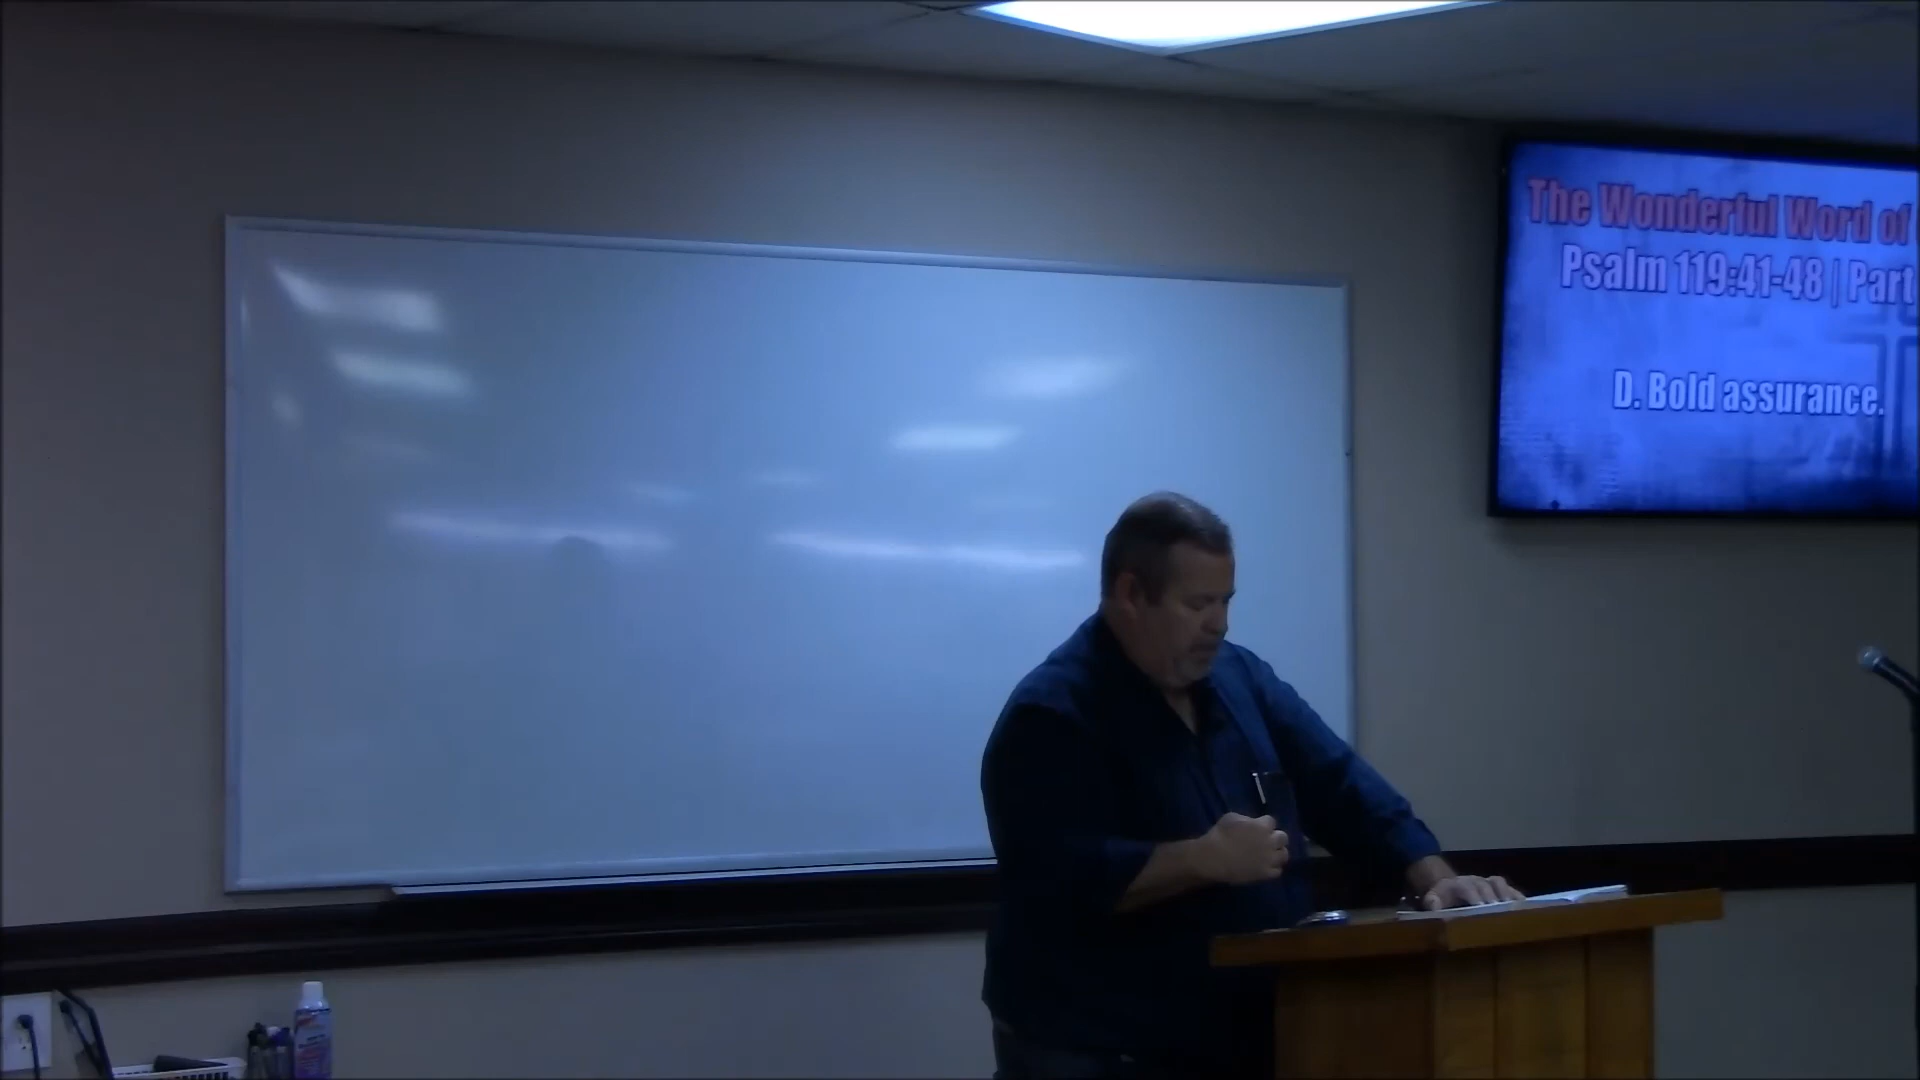 The Wonderful Word of
Psalm 119:41-48 | Part
D. Bold assurance.